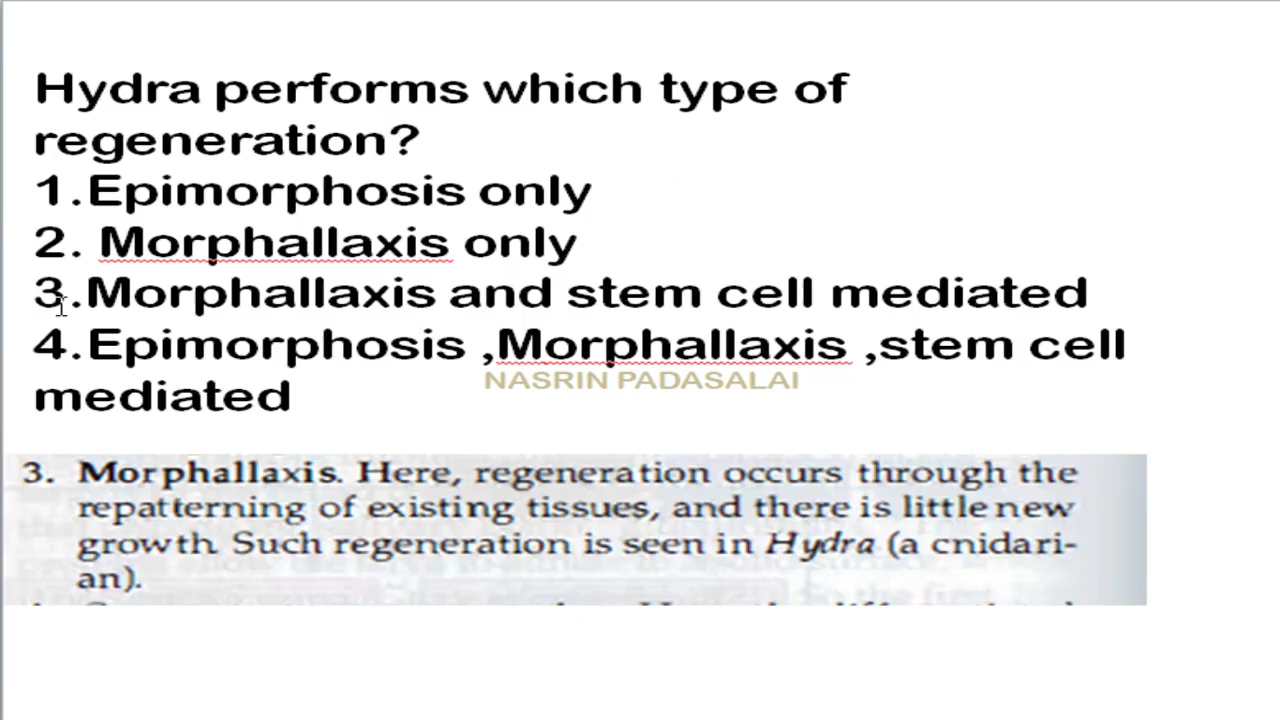 Hydra performs which type of
regeneration?
1.Epimorphosis only
2. Morphallaxis only
3.Morphallaxis and stem cell mediated
4.Epimorphosis ,Morphallaxis ,stem cell
mediated
NASRIN PADASALAI
3. Morphallaxis. Here, regeneration occurs through the
repatterning of existing tissues, and there is little new
growth. Such regeneration is seen in Hydra (a cnidari-
an).